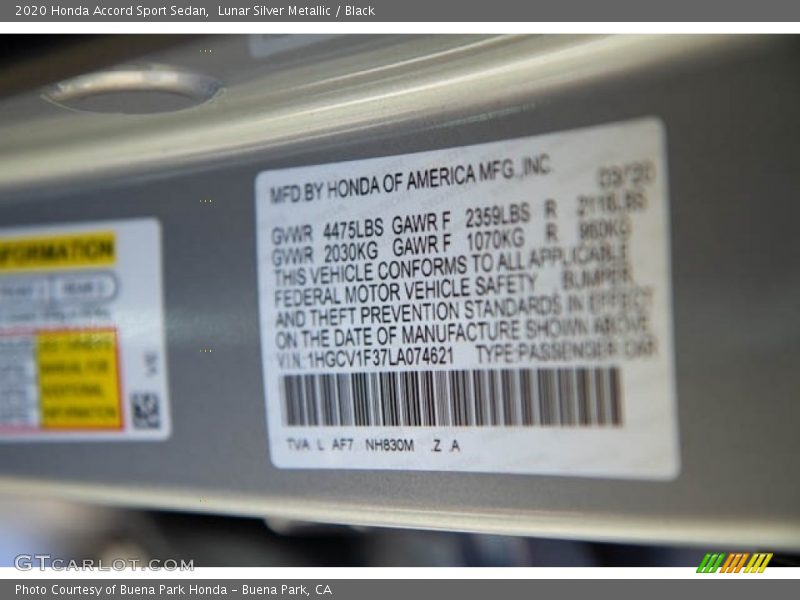 2020 Honda Accord Sport Sedan, Lunar Silver Metallic / Black
MFD.BY HONDA OF AMERICA MFG.,INC 03/20
GVWR 4475LBS GAWR F 2359LBS R 2116LBS
GVWR 2030KG GAWR F 1070KG R 960KG
THIS VEHICLE CONFORMS TO ALL APPLICABLE
FEDERAL MOTOR VEHICLE SAFETY BUMPER
AND THEFT PREVENTION STANDARDS IN EFFECT
ON THE DATE OF MANUFACTURE SHOWN ABOVE
V.I.N.:1HGCV1F37LA074621 TYPE:PASSENGER CAR
TVA L AF7 NH830M .Z .A
GTCARLOT.COM
Photo Courtesy of Buena Park Honda – Buena Park, CA